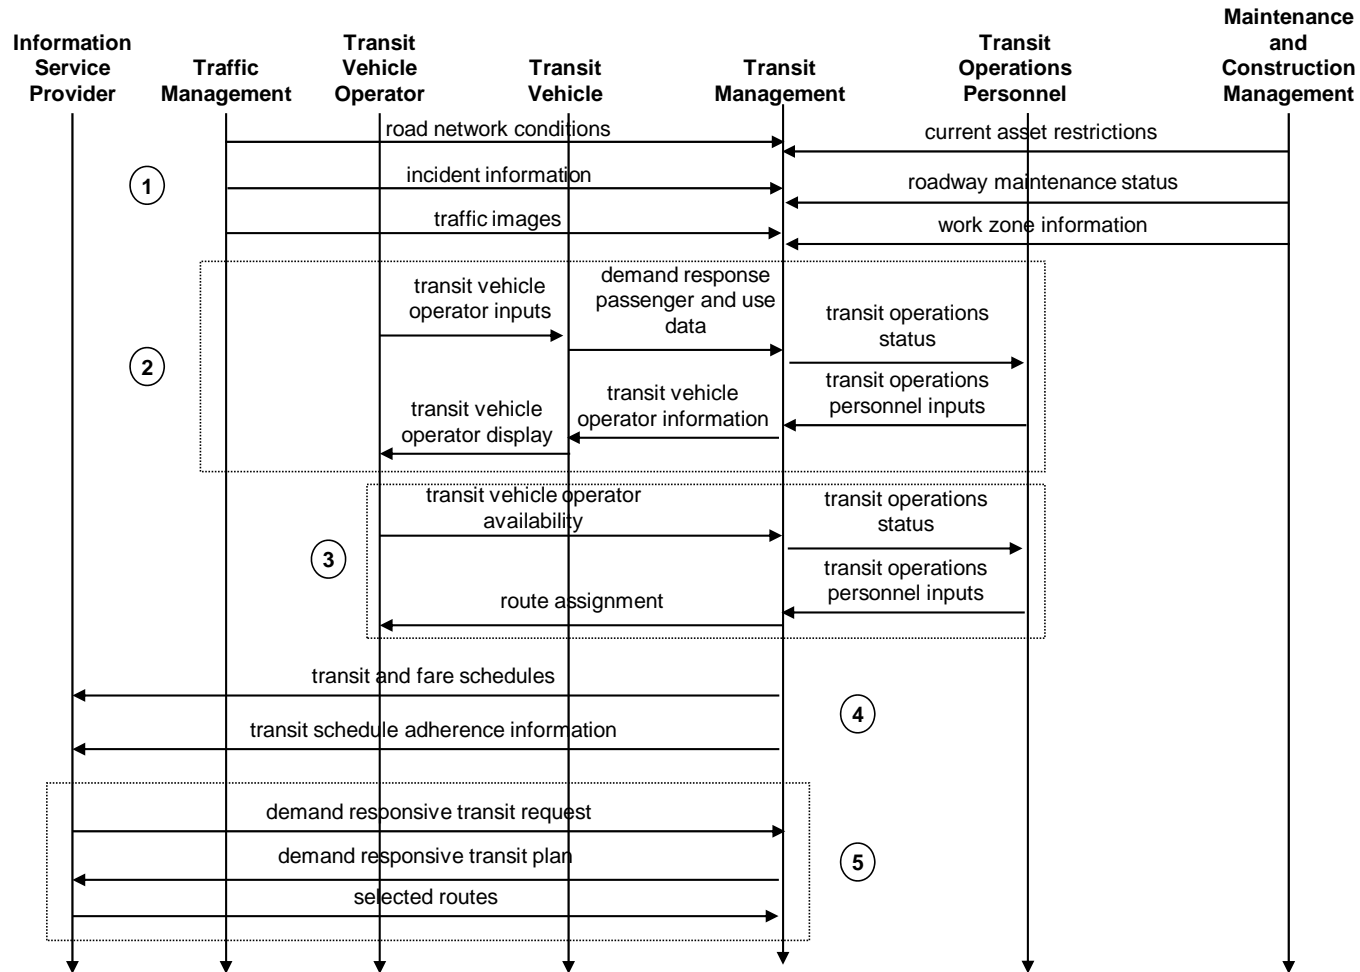 Information
Service
Provider
Traffic
Management
Transit
Vehicle
Operator
Transit
Vehicle
Transit
Management
Transit
Operations
Personnel
Maintenance
and
Construction
Management
road network conditions
current asset restrictions
1
incident information
roadway maintenance status
traffic images
work zone information
2
transit vehicle
operator inputs
demand response
passenger and use
data
transit operations
status
transit operations
personnel inputs
transit vehicle
operator information
transit vehicle
operator display
3
transit vehicle operator
availability
transit operations
status
transit operations
personnel inputs
route assignment
transit and fare schedules
4
transit schedule adherence information
demand responsive transit request
demand responsive transit plan
5
selected routes